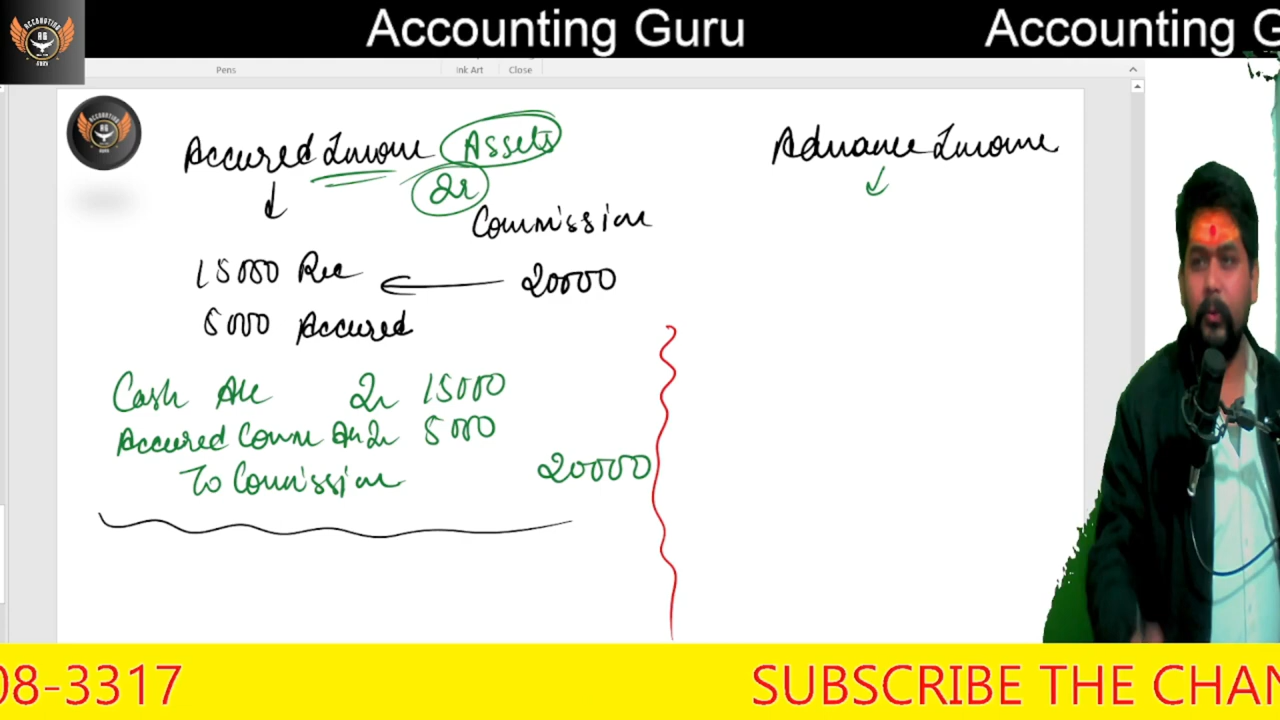 Accounting Guru
Accounting G
Pens
Ink Art
Close
Accured Income Assets
Dr
Commission
15000 Rec
20000
5000 Accured
Cash A/c Dr 15000
Accured Comm A/c Dr 5000
To Commission 20000
Advance Income
08-3317
SUBSCRIBE THE CHAN